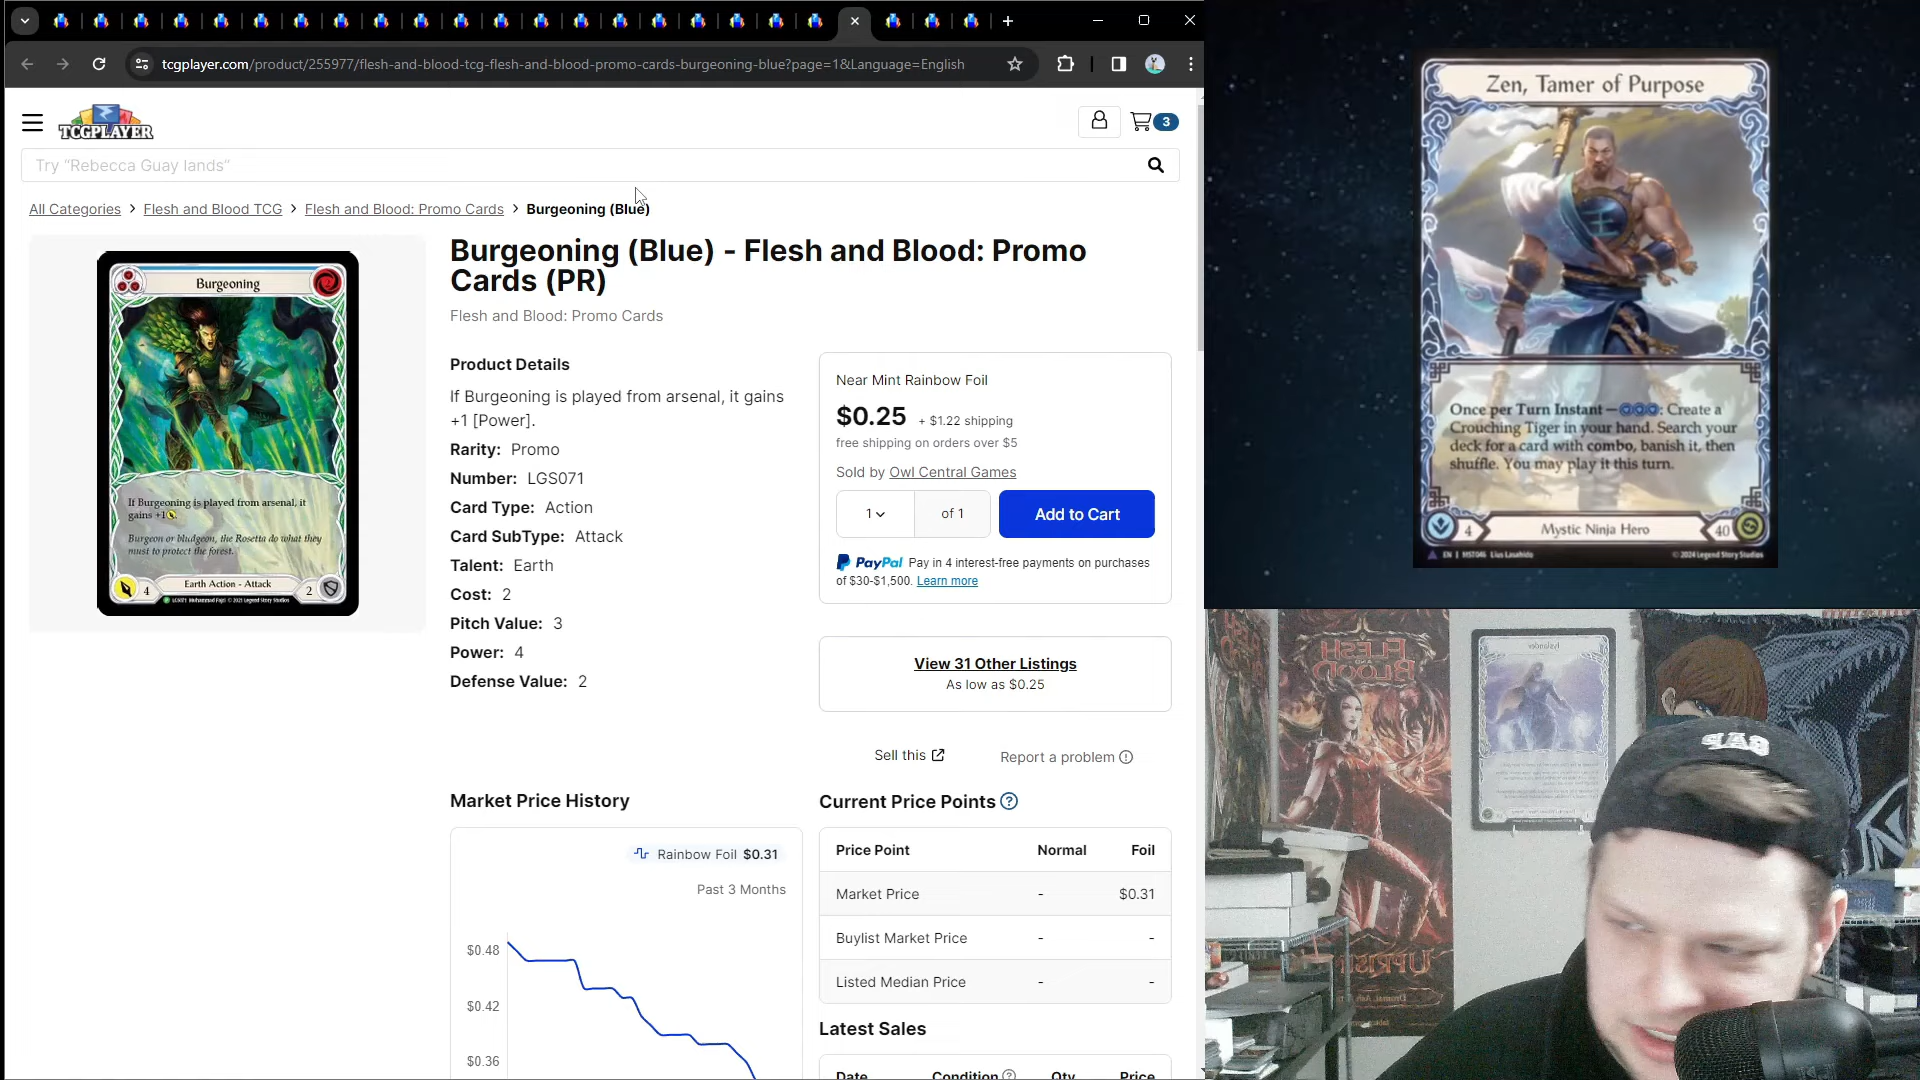 tcgplayer.com/product/255977/flesh-and-blood-tcg-flesh-and-blood-promo-cards-burgeoning-blue?page=1&Language=English
TCGPLAYER
3
Try "Rebecca Guay lands"
All Categories > Flesh and Blood TCG > Flesh and Blood: Promo Cards > Burgeoning (Blue)
Burgeoning
2
If Burgeoning is played from arsenal, it
gains +1
Burgeon or bludgeon, the Rosetta do what they
must to protect the forest.
4
Earth Action - Attack
2
Burgeoning (Blue) - Flesh and Blood: Promo
Cards (PR)
Flesh and Blood: Promo Cards
Product Details
If Burgeoning is played from arsenal, it gains
+1 [Power].
Rarity: Promo
Number: LGS071
Card Type: Action
Card SubType: Attack
Talent: Earth
Cost: 2
Pitch Value: 3
Power: 4
Defense Value: 2
Near Mint Rainbow Foil
$0.25 + $1.22 shipping
free shipping on orders over $5
Sold by Owl Central Games
1 of 1
Add to Cart
PayPal Pay in 4 interest-free payments on purchases
of $30-$1,500. Learn more
View 31 Other Listings
As low as $0.25
Sell this
Report a problem
Market Price History
Rainbow Foil $0.31
Past 3 Months
$0.48
$0.42
$0.36
Current Price Points
Price Point Normal Foil
Market Price - $0.31
Buylist Market Price - -
Listed Median Price - -
Latest Sales
Date Condition Qty Price
Zen, Tamer of Purpose
Once per Turn Instant — : Create a
Crouching Tiger in your hand. Search your
deck for a card with combo, banish it, then
shuffle. You may play it this turn.
4
Mystic Ninja Hero
40
© 2024 Legend Story Studios
FLESH
AND
BLOOD
UPRISING